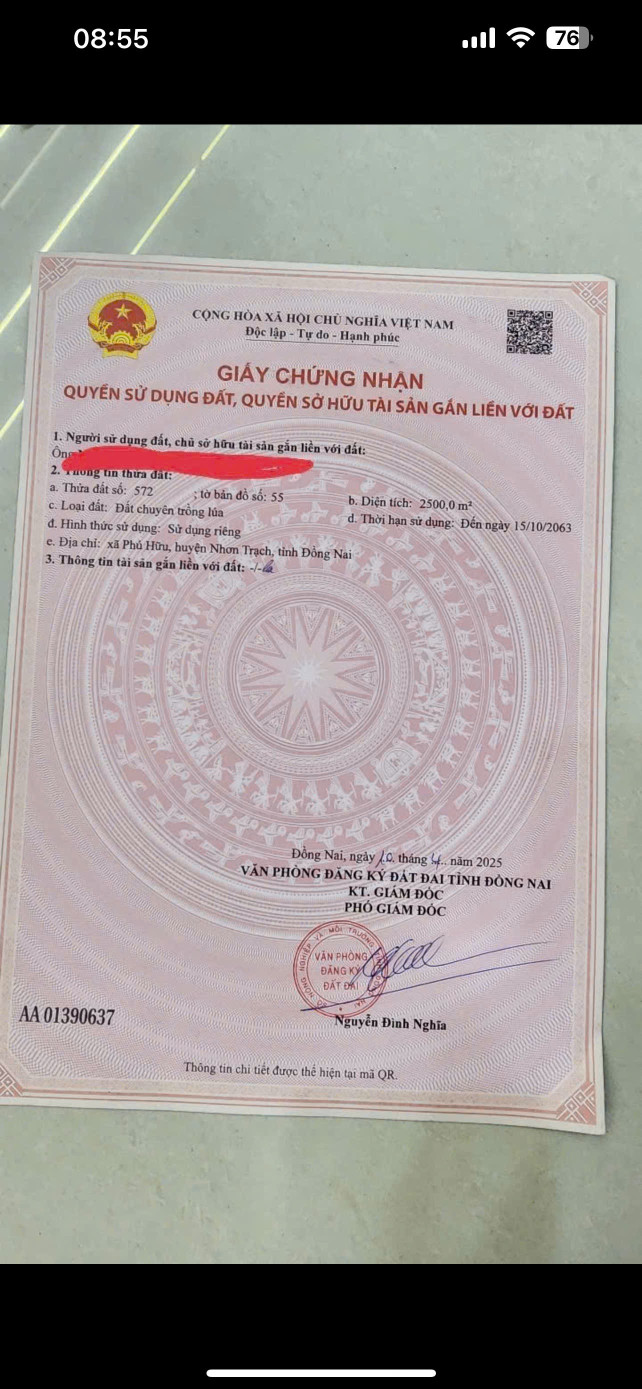 08:55
76
CỘNG HÒA XÃ HỘI CHỦ NGHĨA VIỆT NAM
Độc lập - Tự do - Hạnh phúc
GIẤY CHỨNG NHẬN
QUYỀN SỬ DỤNG ĐẤT, QUYỀN SỞ HỮU TÀI SẢN GẮN LIỀN VỚI ĐẤT
1. Người sử dụng đất, chủ sở hữu tài sản gắn liền với đất:
Ông
2. Thông tin thửa đất:
a. Thửa đất số: 572 ; tờ bản đồ số: 55 b. Diện tích: 2500,0 m²
c. Loại đất: Đất chuyên trồng lúa d. Thời hạn sử dụng: Đến ngày 15/10/2063
đ. Hình thức sử dụng: Sử dụng riêng
e. Địa chỉ: xã Phú Hữu, huyện Nhơn Trạch, tỉnh Đồng Nai
3. Thông tin tài sản gắn liền với đất: -/-
Đồng Nai, ngày 10 tháng 4 năm 2025
VĂN PHÒNG ĐĂNG KÝ ĐẤT ĐAI TỈNH ĐỒNG NAI
KT. GIÁM ĐỐC
PHÓ GIÁM ĐỐC
VĂN PHÒNG
ĐĂNG KÝ
ĐẤT ĐAI
Nguyễn Đình Nghĩa
AA 01390637
Thông tin chi tiết được thể hiện tại mã QR.